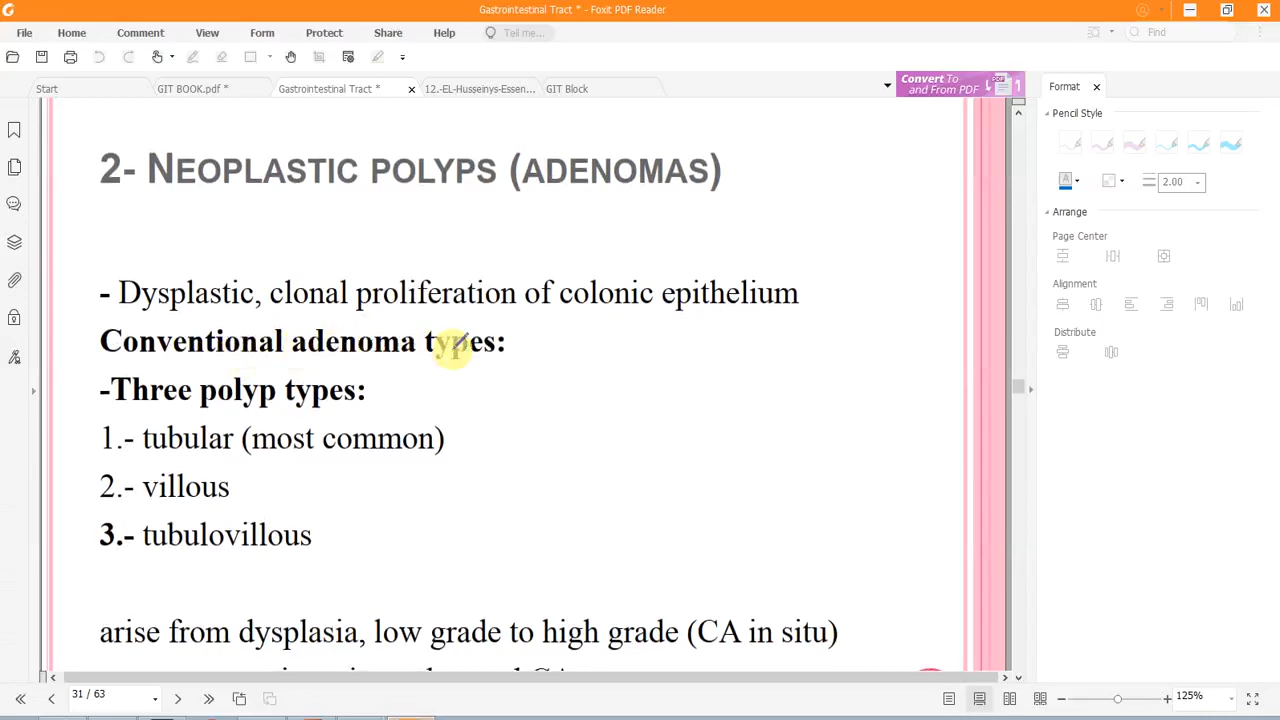 Gastrointestinal Tract * - Foxit PDF Reader
File Home Comment View Form Protect Share Help Tell me... Find
Start GIT BOOK.pdf * Gastrointestinal Tract * 12.-EL-Husseinys-Essen... GIT Block
Convert To
and From PDF
PDF
Format
Pencil Style
2.00
Arrange
Page Center
Alignment
Distribute
2- NEOPLASTIC POLYPS (ADENOMAS)
- Dysplastic, clonal proliferation of colonic epithelium
Conventional adenoma types:
-Three polyp types:
1.- tubular (most common)
2.- villous
3.- tubulovillous
arise from dysplasia, low grade to high grade (CA in situ)
31 / 63
125%